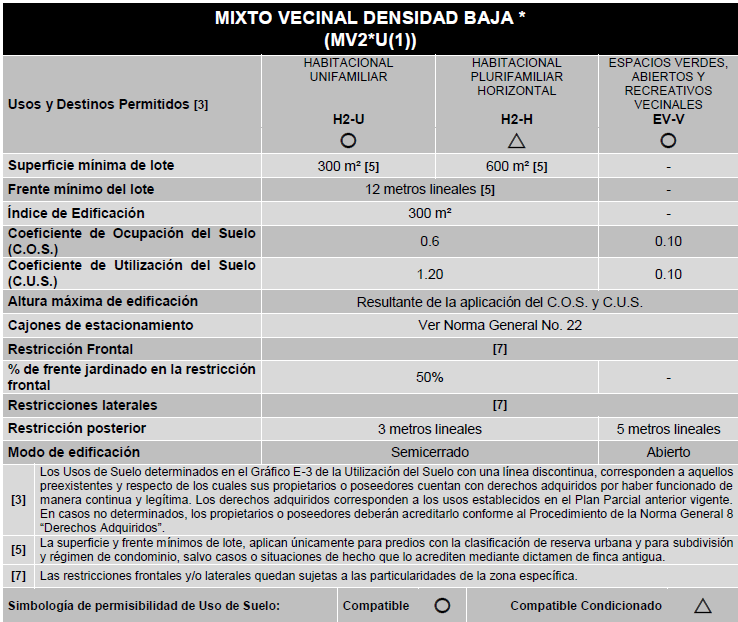 MIXTO VECINAL DENSIDAD BAJA *
(MV2*U(1))
Usos y Destinos Permitidos [3]
HABITACIONAL
UNIFAMILIAR
H2-U
HABITACIONAL
PLURIFAMILIAR
HORIZONTAL
H2-H
ESPACIOS VERDES,
ABIERTOS Y
RECREATIVOS
VECINALES
EV-V
Superficie mínima de lote
300 m² [5]
600 m² [5]
-
Frente mínimo del lote
12 metros lineales [5]
-
Índice de Edificación
300 m²
-
Coeficiente de Ocupación del Suelo
(C.O.S.)
0.6
0.10
Coeficiente de Utilización del Suelo
(C.U.S.)
1.20
0.10
Altura máxima de edificación
Resultante de la aplicación del C.O.S. y C.U.S.
Cajones de estacionamiento
Ver Norma General No. 22
Restricción Frontal
[7]
% de frente jardinado en la restricción
frontal
50%
-
Restricciones laterales
[7]
Restricción posterior
3 metros lineales
5 metros lineales
Modo de edificación
Semicerrado
Abierto
[3]
Los Usos de Suelo determinados en el Gráfico E-3 de la Utilización del Suelo con una línea discontinua, corresponden a aquellos
preexistentes y respecto de los cuales sus propietarios o poseedores cuentan con derechos adquiridos por haber funcionado de
manera continua y legítima. Los derechos adquiridos corresponden a los usos establecidos en el Plan Parcial anterior vigente.
En casos no determinados, los propietarios o poseedores deberán acreditarlo conforme al Procedimiento de la Norma General 8
“Derechos Adquiridos”.
[5]
La superficie y frente mínimos de lote, aplican únicamente para predios con la clasificación de reserva urbana y para subdivisión
y régimen de condominio, salvo casos o situaciones de hecho que lo acrediten mediante dictamen de finca antigua.
[7]
Las restricciones frontales y/o laterales quedan sujetas a las particularidades de la zona específica.
Simbología de permisibilidad de Uso de Suelo:
Compatible
Compatible Condicionado